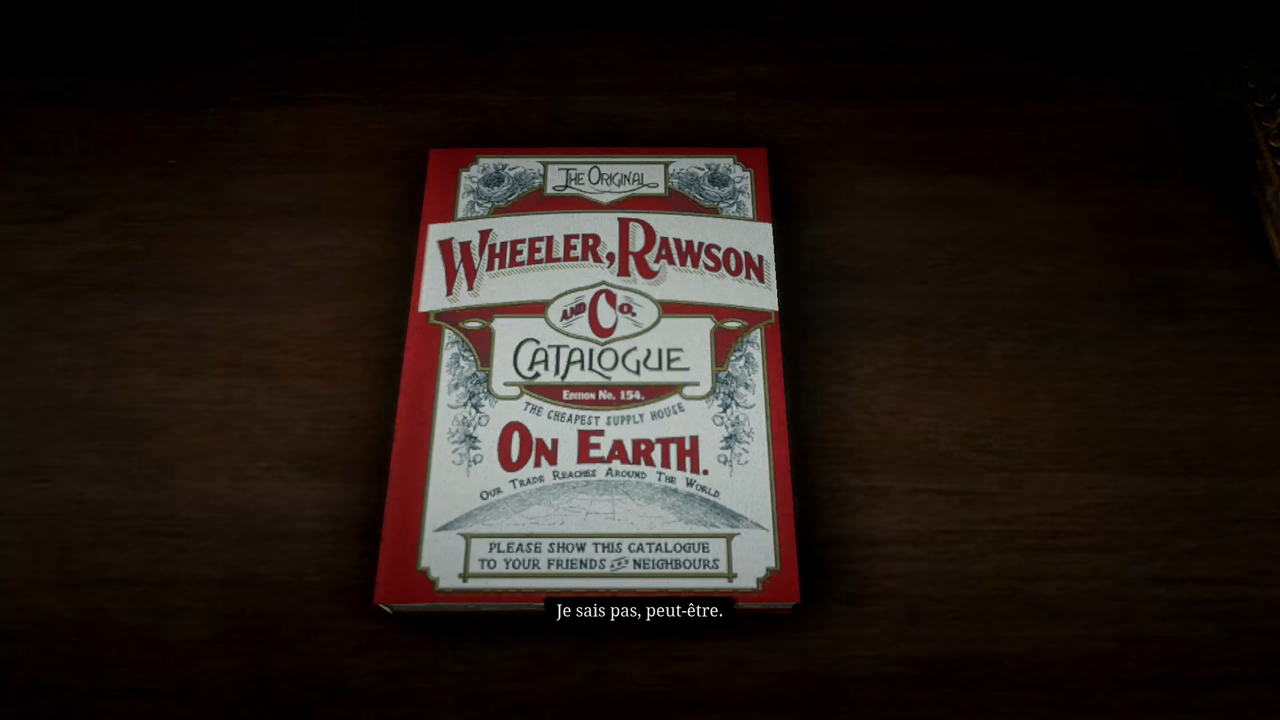 THE ORIGINAL
WHEELER, RAWSON
AND CO.
CATALOGUE
EDITION No. 154.
THE CHEAPEST SUPPLY HOUSE
ON EARTH.
OUR TRADE REACHES AROUND THE WORLD
PLEASE SHOW THIS CATALOGUE
TO YOUR FRIENDS AND NEIGHBOURS
Je sais pas, peut-être.